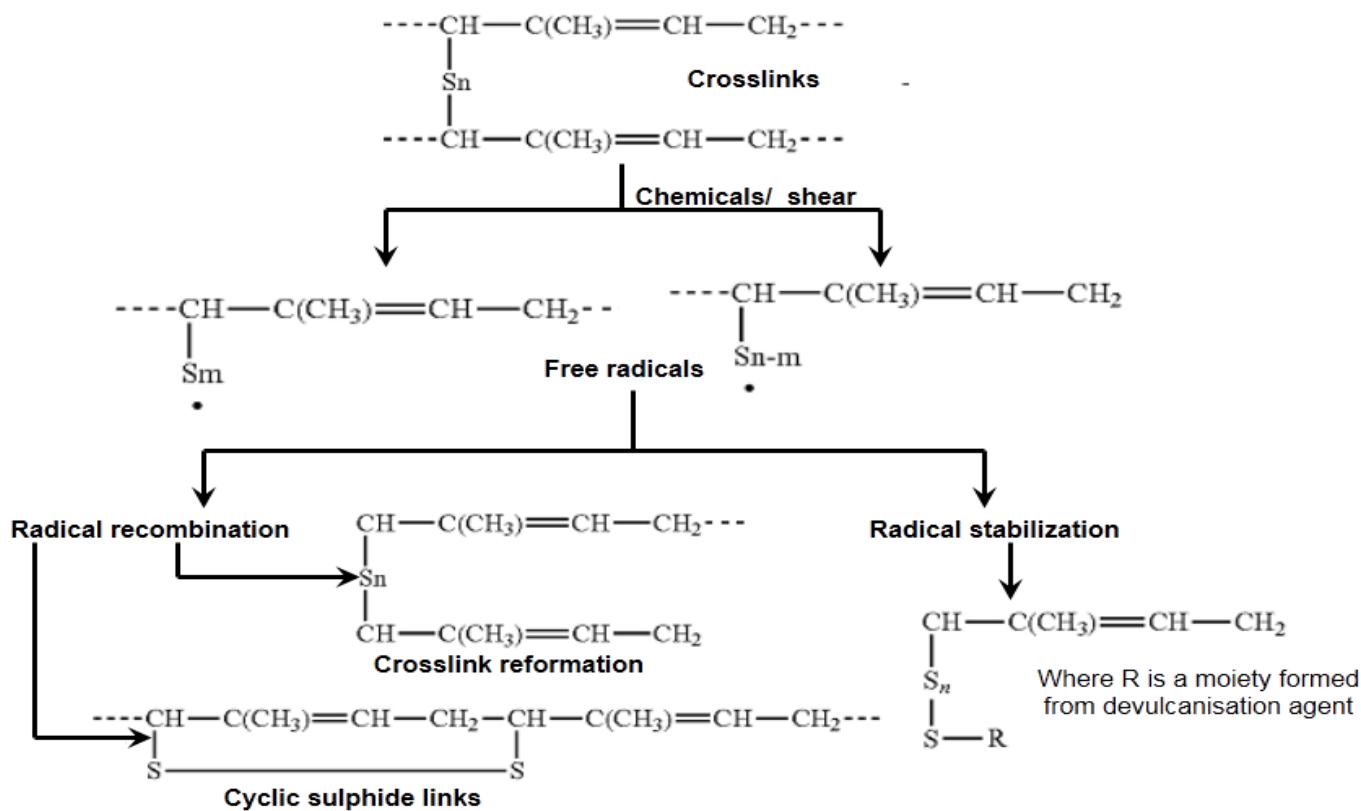 ----CH—C(CH₃)═CH—CH₂---
Sn
Crosslinks
-
----CH—C(CH₃)═CH—CH₂---
Chemicals/ shear
----CH—C(CH₃)═CH—CH₂---
----CH—C(CH₃)═CH—CH₂
Sm
•
Sn-m
•
Free radicals
Radical recombination
CH—C(CH₃)═CH—CH₂---
Sn
CH—C(CH₃)═CH—CH₂
Crosslink reformation
----CH—C(CH₃)═CH—CH₂—CH—C(CH₃)═CH—CH₂---
S—S
Cyclic sulphide links
Radical stabilization
CH—C(CH₃)═CH—CH₂
Sₙ
S—R
Where R is a moiety formed
from devulcanisation agent